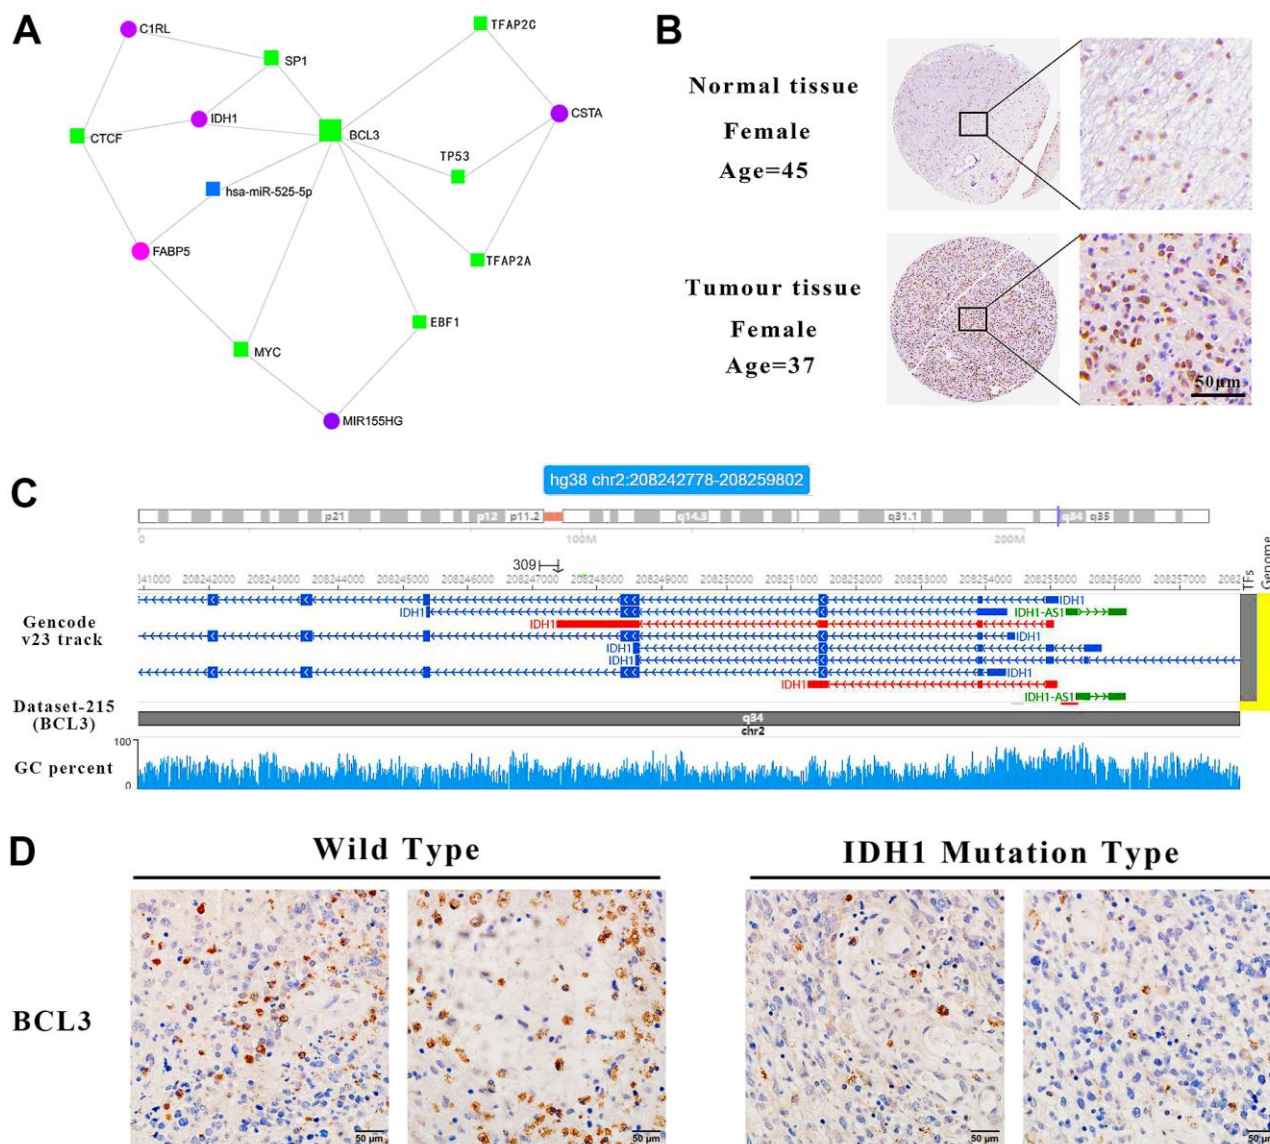 A
C1RL
SP1
TFAP2C
IDH1
BCL3
CSTA
CTCF
TP53
hsa-miR-525-5p
FABP5
TFAP2A
EBF1
MYC
MIR155HG
B
Normal tissue
Female
Age=45
Tumour tissue
Female
Age=37
50μm
C
hg38 chr2:208242778-208259802
p21 p12 p11.2 q14.3 q31.1 q34 q35
0 100M 200M
309
141000 208242000 208243000 208244000 208245000 208246000 208247000 208248000 208249000 208250000 208251000 208252000 208253000 208254000 208255000 208256000 208257000 2082
TFs
Genome
Gencode
v23 track
IDH1
IDH1 IDH1-AS1
IDH1
IDH1
IDH1
IDH1
IDH1
IDH1
IDH1-AS1
Dataset-215
(BCL3)
q34
chr2
GC percent
100
0
D
Wild Type
IDH1 Mutation Type
BCL3
50 μm
50 μm
50 μm
50 μm